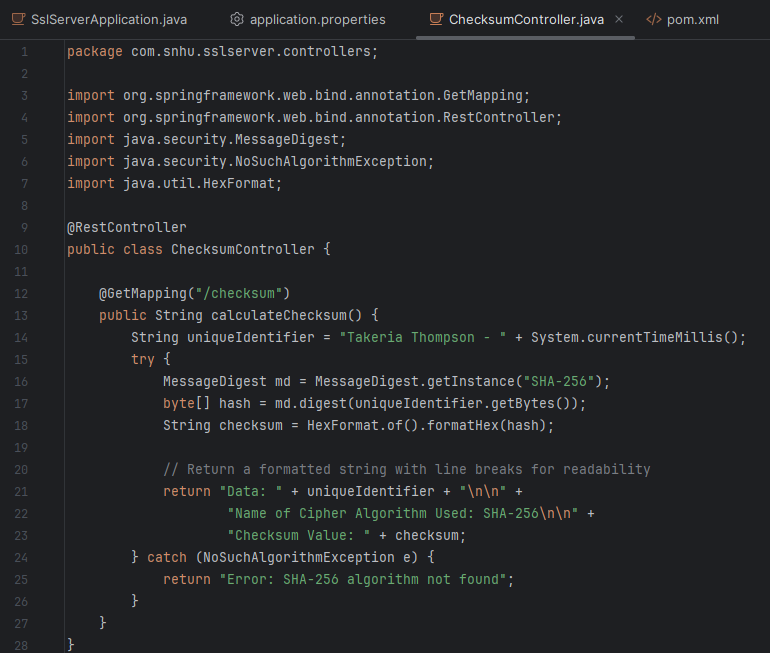 SslServerApplication.java application.properties ChecksumController.java × </> pom.xml
1 package com.snhu.sslserver.controllers;
2
3 import org.springframework.web.bind.annotation.GetMapping;
4 import org.springframework.web.bind.annotation.RestController;
5 import java.security.MessageDigest;
6 import java.security.NoSuchAlgorithmException;
7 import java.util.HexFormat;
8
9 @RestController
10 public class ChecksumController {
11
12     @GetMapping("/checksum")
13     public String calculateChecksum() {
14         String uniqueIdentifier = "Takeria Thompson - " + System.currentTimeMillis();
15         try {
16             MessageDigest md = MessageDigest.getInstance("SHA-256");
17             byte[] hash = md.digest(uniqueIdentifier.getBytes());
18             String checksum = HexFormat.of().formatHex(hash);
19
20             // Return a formatted string with line breaks for readability
21             return "Data: " + uniqueIdentifier + "\n\n" +
22                     "Name of Cipher Algorithm Used: SHA-256\n\n" +
23                     "Checksum Value: " + checksum;
24         } catch (NoSuchAlgorithmException e) {
25             return "Error: SHA-256 algorithm not found";
26         }
27     }
28 }